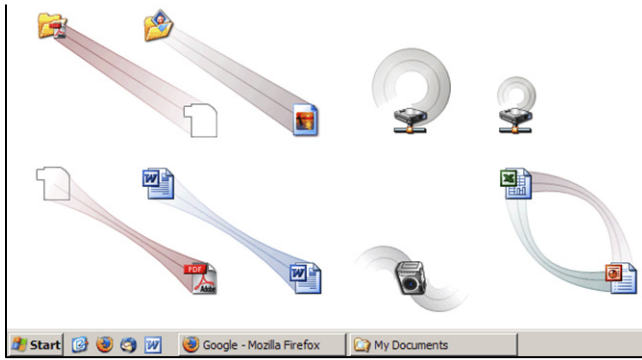 W
PDF
Adobe
W
X
Start
W
Google - Mozilla Firefox
My Documents